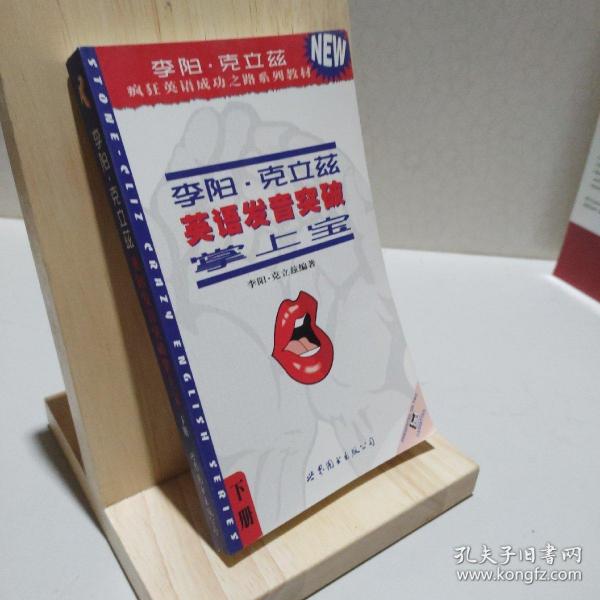 李阳·克立兹
疯狂英语成功之路系列教材
NEW
李阳·克立兹
英语发音突破
掌上宝
李阳·克立兹编著
世界图书出版公司
下册
STONE-CLIZ CRAZY ENGLISH SERIES
李阳·克立兹
孔夫子旧书网
www.kongfz.com